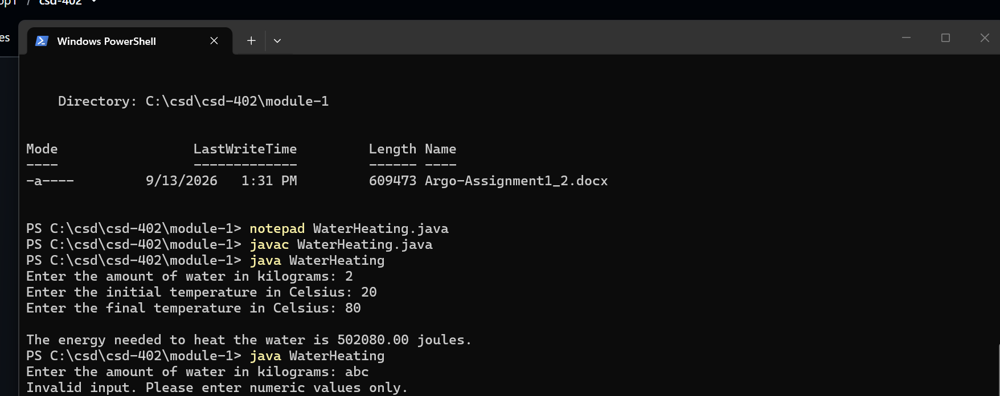 / csd-402
es
Windows PowerShell
Directory: C:\csd\csd-402\module-1
Mode LastWriteTime Length Name
---- ------------- ------ ----
-a---- 9/13/2026 1:31 PM 609473 Argo-Assignment1_2.docx
PS C:\csd\csd-402\module-1> notepad WaterHeating.java
PS C:\csd\csd-402\module-1> javac WaterHeating.java
PS C:\csd\csd-402\module-1> java WaterHeating
Enter the amount of water in kilograms: 2
Enter the initial temperature in Celsius: 20
Enter the final temperature in Celsius: 80
The energy needed to heat the water is 502080.00 joules.
PS C:\csd\csd-402\module-1> java WaterHeating
Enter the amount of water in kilograms: abc
Invalid input. Please enter numeric values only.